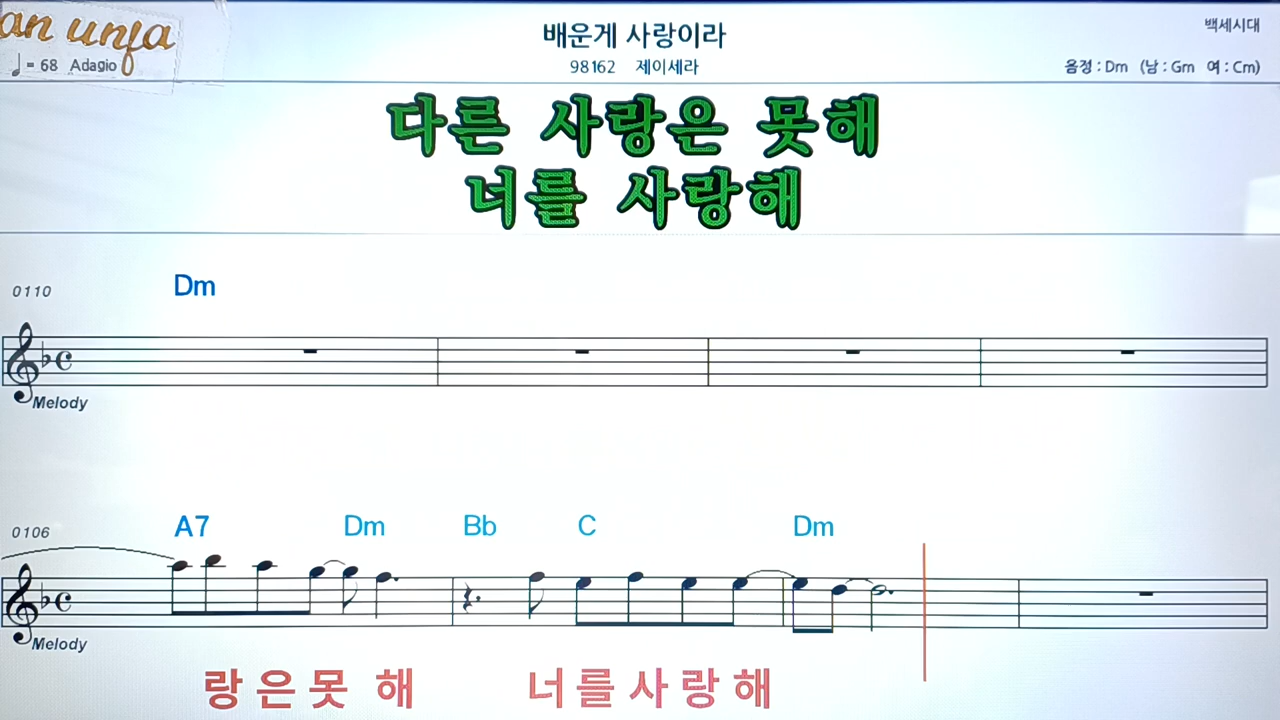 an unfa
배운게 사랑이라
백세시대
♩= 68 Adagio
98162 제이세라
음정 : Dm (남 : Gm 여 : Cm)
다른 사랑은 못해
너를 사랑해
0110
Dm
Melody
0106
A7 Dm Bb C Dm
Melody
랑 은 못 해 너 를 사 랑 해